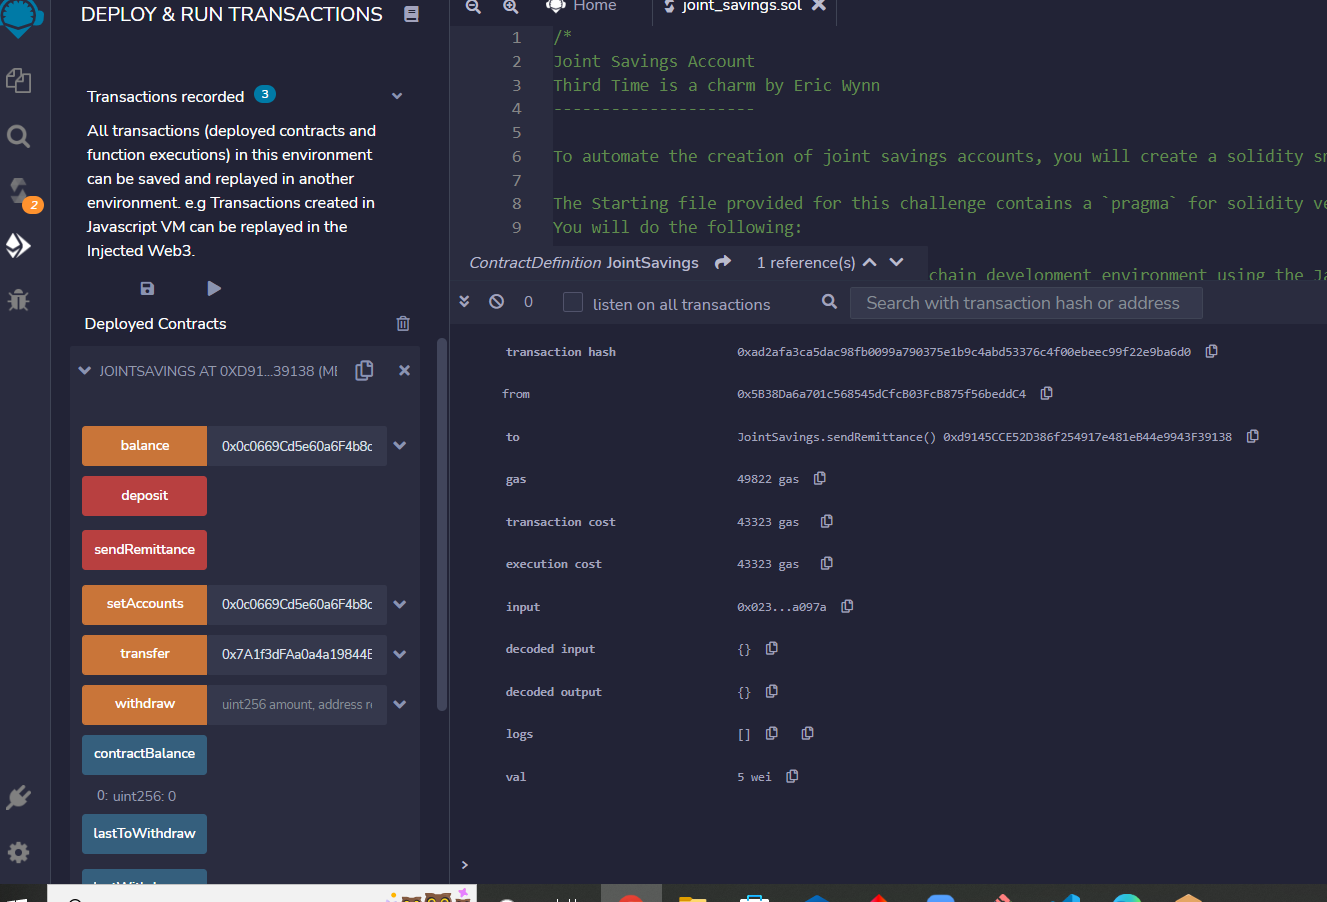 DEPLOY & RUN TRANSACTIONS
Transactions recorded 3
All transactions (deployed contracts and
function executions) in this environment
can be saved and replayed in another
environment. e.g Transactions created in
Javascript VM can be replayed in the
Injected Web3.
Deployed Contracts
JOINTSAVINGS AT 0XD91...39138 (ME
balance 0x0c0669Cd5e60a6F4b8c
deposit
sendRemittance
setAccounts 0x0c0669Cd5e60a6F4b8c
transfer 0x7A1f3dFAa0a4a19844E
withdraw uint256 amount, address re
contractBalance
0: uint256: 0
lastToWithdraw
2
Home
joint_savings.sol
1 /*
2 Joint Savings Account
3 Third Time is a charm by Eric Wynn
4 ---------------------
5
6 To automate the creation of joint savings accounts, you will create a solidity sm
7
8 The Starting file provided for this challenge contains a `pragma` for solidity ve
9 You will do the following:
ContractDefinition JointSavings 1 reference(s)
chain development environment using the Ja
0 listen on all transactions Search with transaction hash or address
transaction hash 0xad2afa3ca5dac98fb0099a790375e1b9c4abd53376c4f00ebeec99f22e9ba6d0
from 0x5B38Da6a701c568545dCfcB03FcB875f56beddC4
to JointSavings.sendRemittance() 0xd9145CCE52D386f254917e481eB44e9943F39138
gas 49822 gas
transaction cost 43323 gas
execution cost 43323 gas
input 0x023...a097a
decoded input {}
decoded output {}
logs []
val 5 wei
>